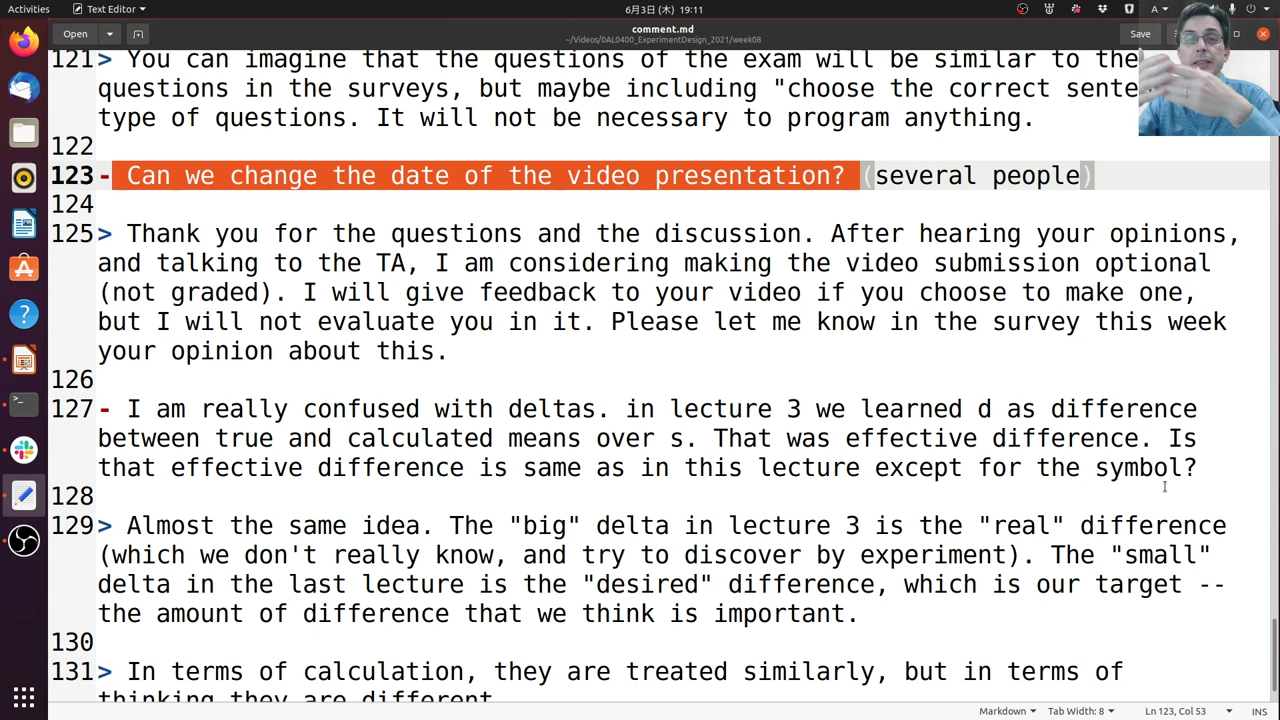 Activities
Text Editor
6月3日 (木) 19:11
A
Open
comment.md
~/Videos/0AL0400_ExperimentDesign_2021/week08
Save
121> You can imagine that the questions of the exam will be similar to the
questions in the surveys, but maybe including "choose the correct sente
type of questions. It will not be necessary to program anything.
122
123- Can we change the date of the video presentation? (several people)
124
125> Thank you for the questions and the discussion. After hearing your opinions,
and talking to the TA, I am considering making the video submission optional
(not graded). I will give feedback to your video if you choose to make one,
but I will not evaluate you in it. Please let me know in the survey this week
your opinion about this.
126
127- I am really confused with deltas. in lecture 3 we learned d as difference
between true and calculated means over s. That was effective difference. Is
that effective difference is same as in this lecture except for the symbol?
128
129> Almost the same idea. The "big" delta in lecture 3 is the "real" difference
(which we don't really know, and try to discover by experiment). The "small"
delta in the last lecture is the "desired" difference, which is our target --
the amount of difference that we think is important.
130
131> In terms of calculation, they are treated similarly, but in terms of
thinking they are different
Markdown
Tab Width: 8
Ln 123, Col 53
INS